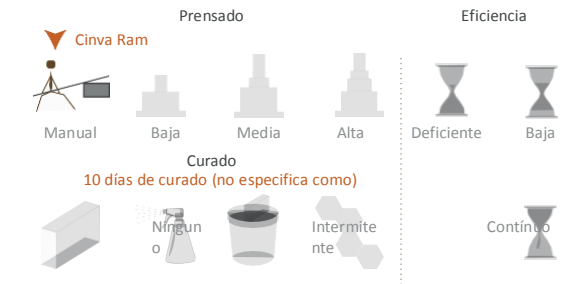 Prensado
Eficiencia
Cinva Ram
Manual
Baja
Media
Alta
Deficiente
Baja
Curado
10 días de curado (no especifica como)
Ningun
o
Intermite
nte
Contínuo